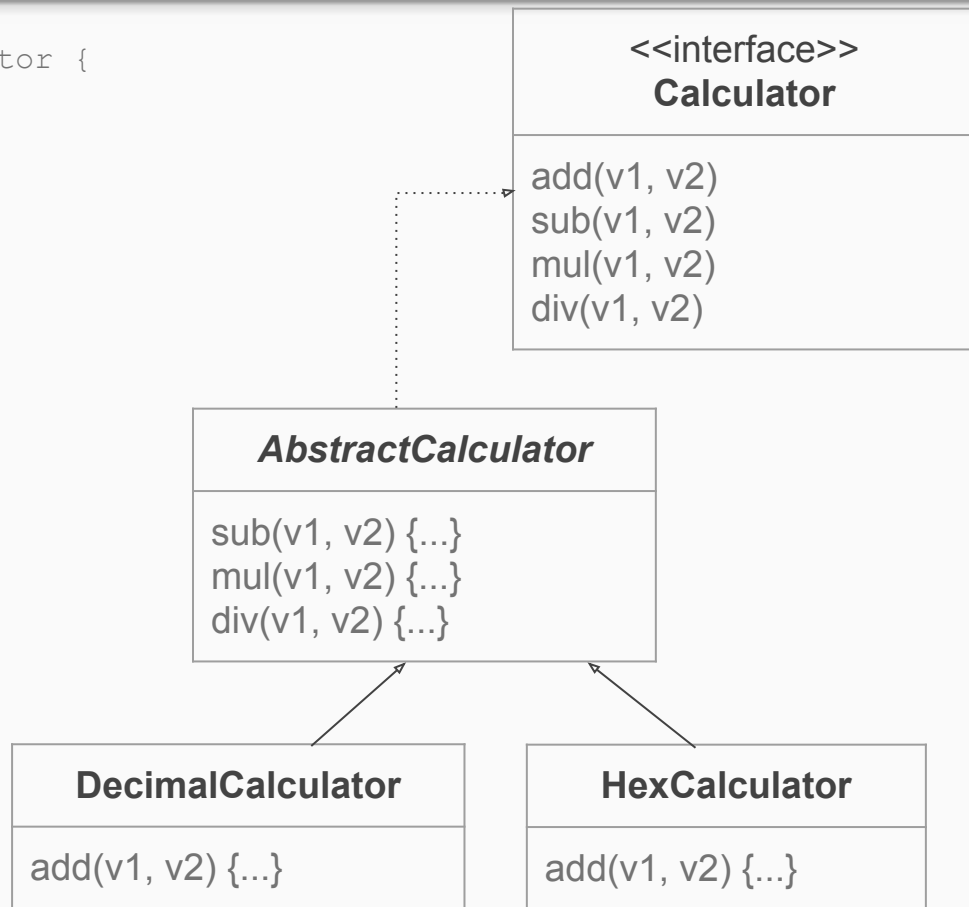 tor {
<<interface>>
Calculator
add(v1, v2)
sub(v1, v2)
mul(v1, v2)
div(v1, v2)
AbstractCalculator
sub(v1, v2) {...}
mul(v1, v2) {...}
div(v1, v2) {...}
DecimalCalculator
add(v1, v2) {...}
HexCalculator
add(v1, v2) {...}